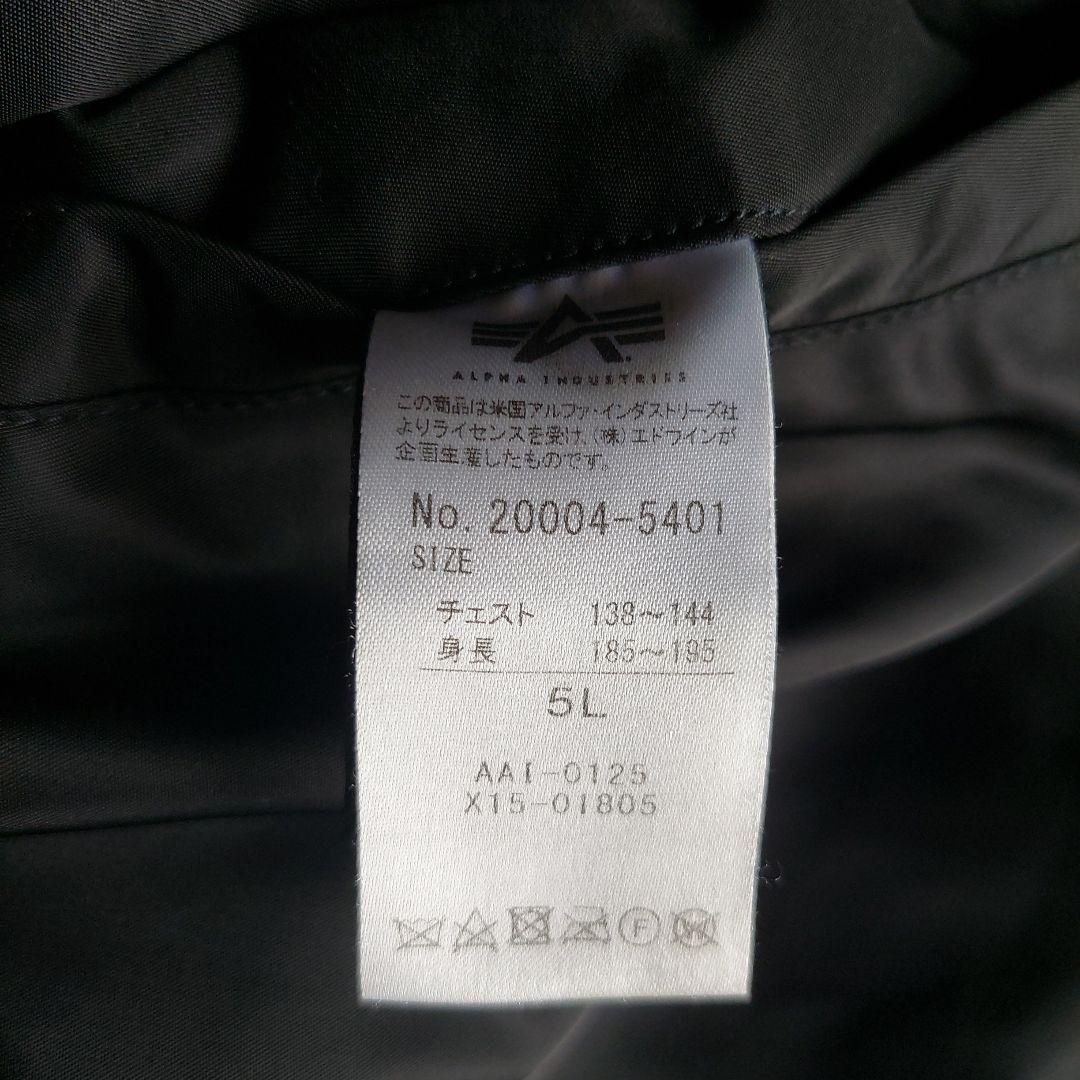 ALPHA INDUSTRIES
この商品は米国アルファ・インダストリーズ社
よりライセンスを受け、(株)エドウインが
企画生産したものです。
No. 20004-5401
SIZE
チェスト 138～144
身長 185～195
5L
AAI-0125
X15-01805
F
W